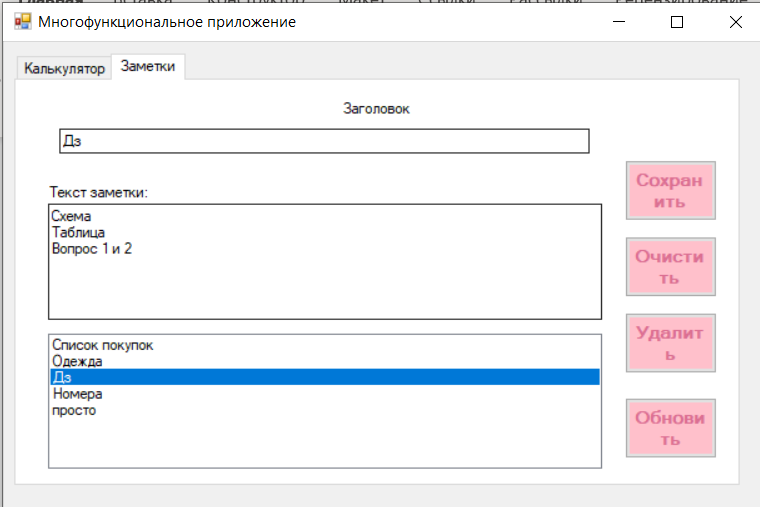 Многофункциональное приложение
Калькулятор
Заметки
Заголовок
Дз
Текст заметки:
Схема
Таблица
Вопрос 1 и 2
Список покупок
Одежда
Дз
Номера
просто
Сохран
ить
Очисти
ть
Удалит
ь
Обнови
ть